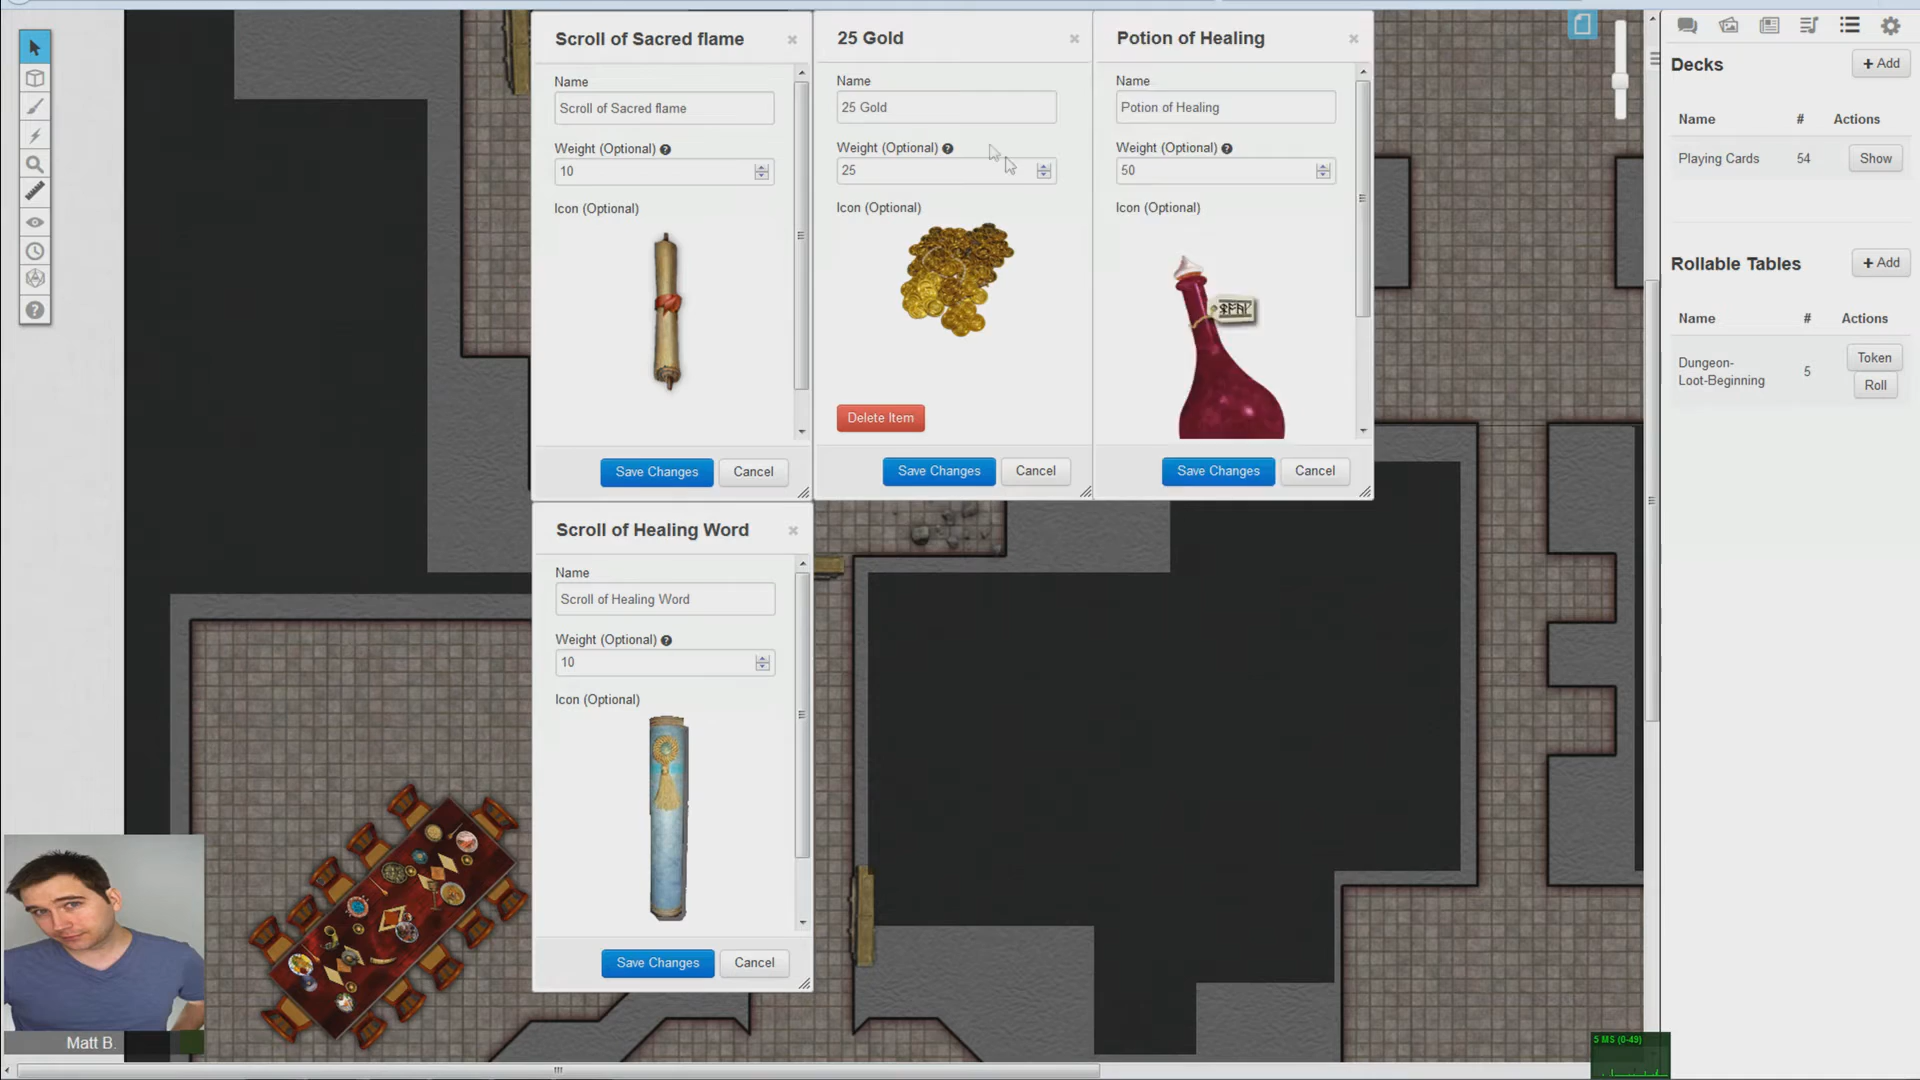 Scroll of Sacred flame
Name
Scroll of Sacred flame
Weight (Optional)
10
Icon (Optional)
Save Changes
Cancel
25 Gold
Name
25 Gold
Weight (Optional)
25
Icon (Optional)
Delete Item
Save Changes
Cancel
Potion of Healing
Name
Potion of Healing
Weight (Optional)
50
Icon (Optional)
Save Changes
Cancel
Scroll of Healing Word
Name
Scroll of Healing Word
Weight (Optional)
10
Icon (Optional)
Save Changes
Cancel
Decks
+ Add
Name # Actions
Playing Cards 54 Show
Rollable Tables
+ Add
Name # Actions
Dungeon-
Loot-Beginning
5
Token
Roll
Matt B.
5 MS (0-49)